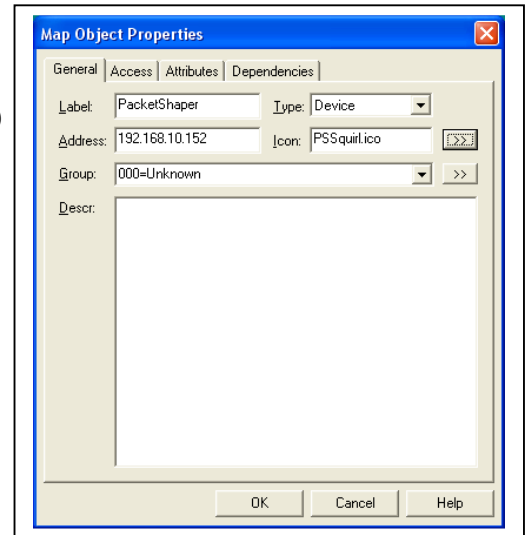 Map Object Properties
General Access Attributes Dependencies
Label: PacketShaper Type: Device
Address: 192.168.10.152 Icon: PSSquirl.ico >>
Group: 000=Unknown >>
Descr:
OK Cancel Help